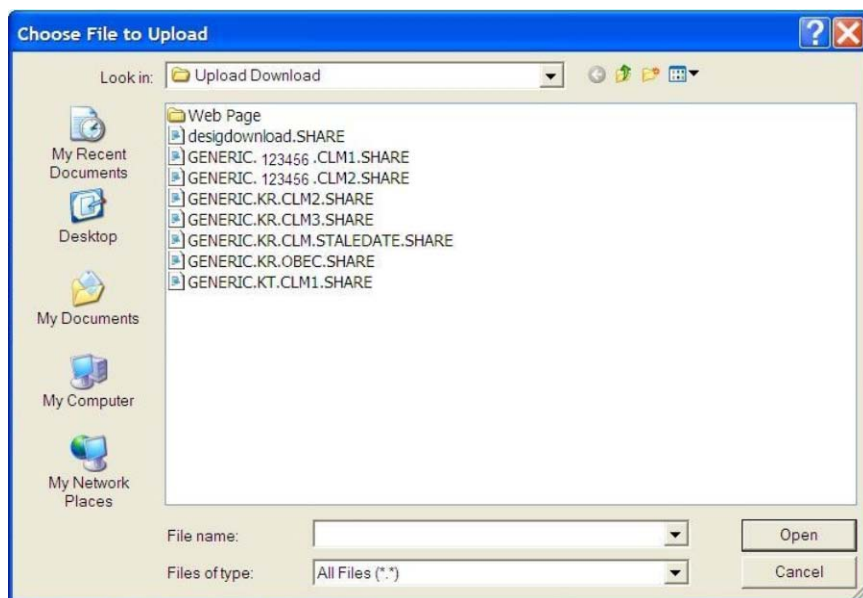 Choose File to Upload
Look in:
Upload Download
My Recent
Documents
Desktop
My Documents
My Computer
My Network
Places
Web Page
desigdownload.SHARE
GENERIC. 123456 .CLM1.SHARE
GENERIC. 123456 .CLM2.SHARE
GENERIC.KR.CLM2.SHARE
GENERIC.KR.CLM3.SHARE
GENERIC.KR.CLM.STALEDATE.SHARE
GENERIC.KR.OBEC.SHARE
GENERIC.KT.CLM1.SHARE
File name:
Open
Files of type:
All Files (*.*)
Cancel